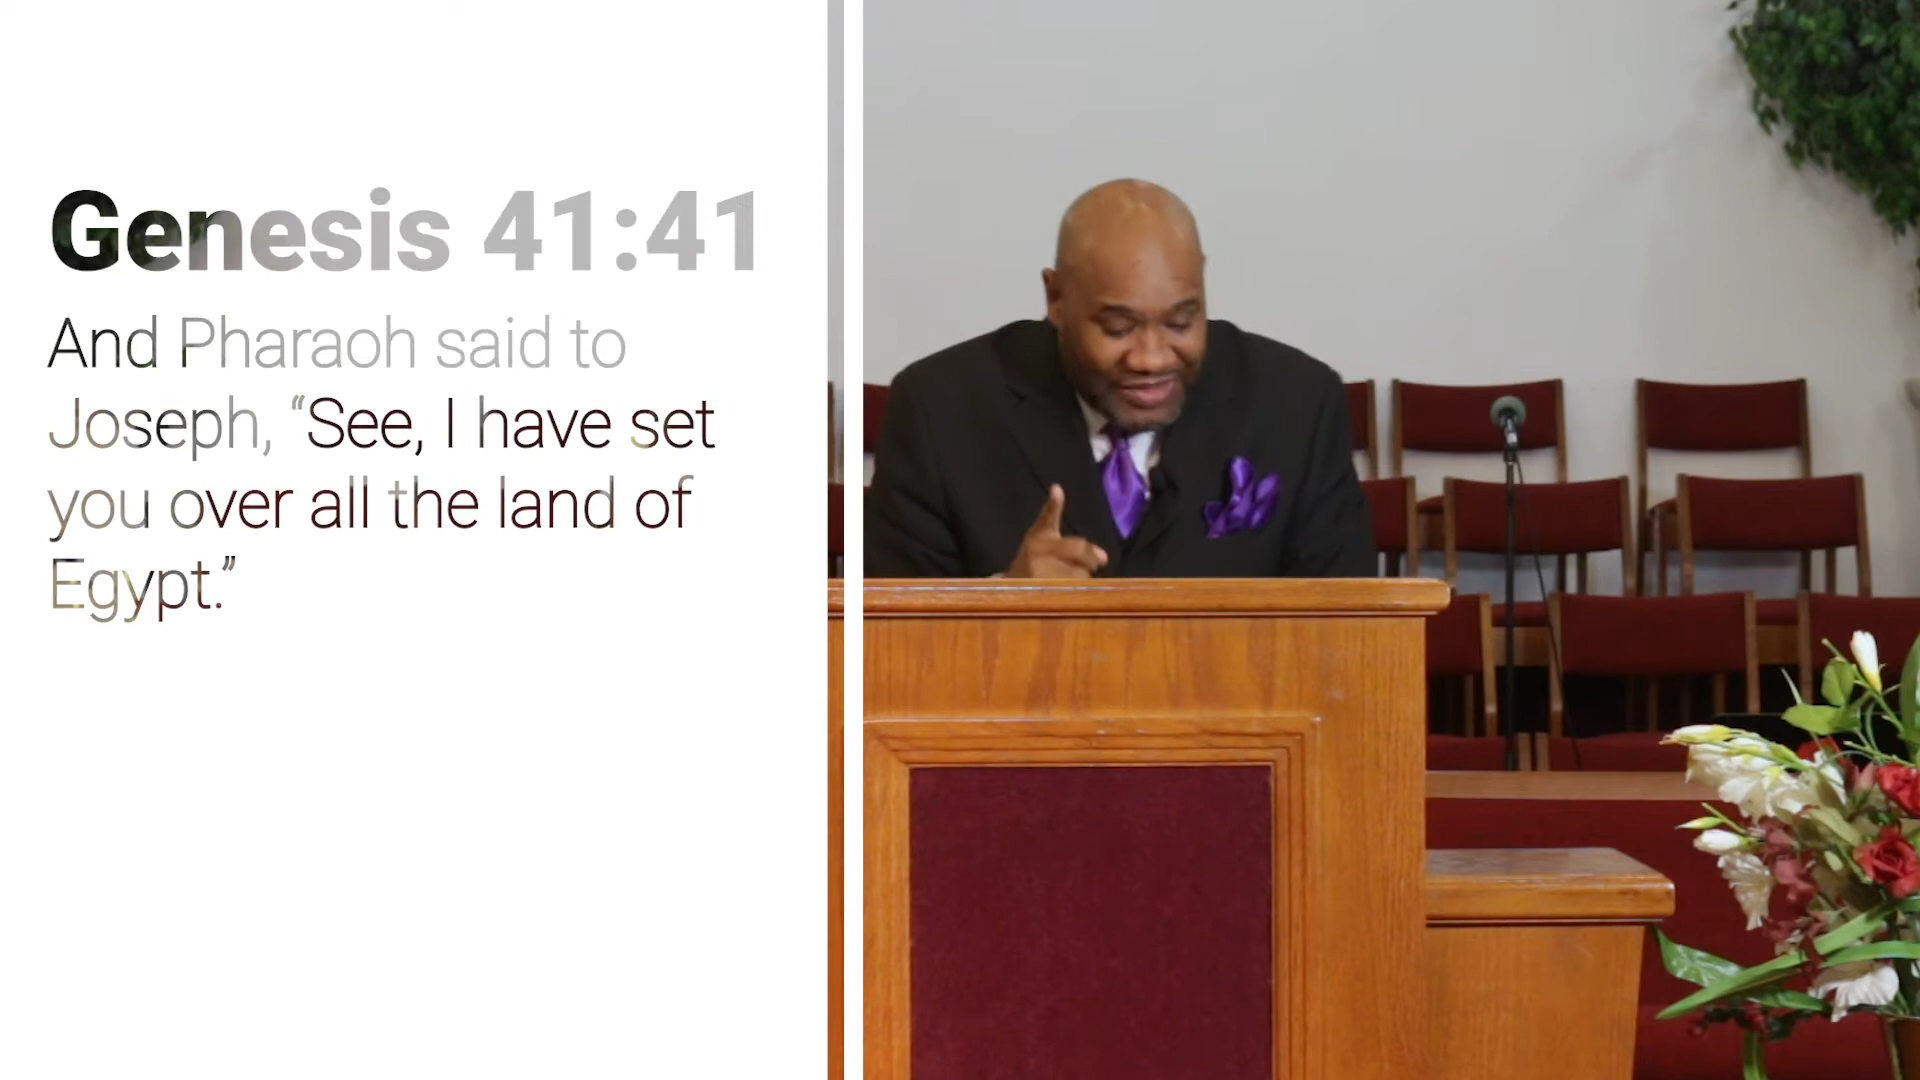 Genesis 41:41
And Pharaoh said to
Joseph, “See, I have set
you over all the land of
Egypt.”